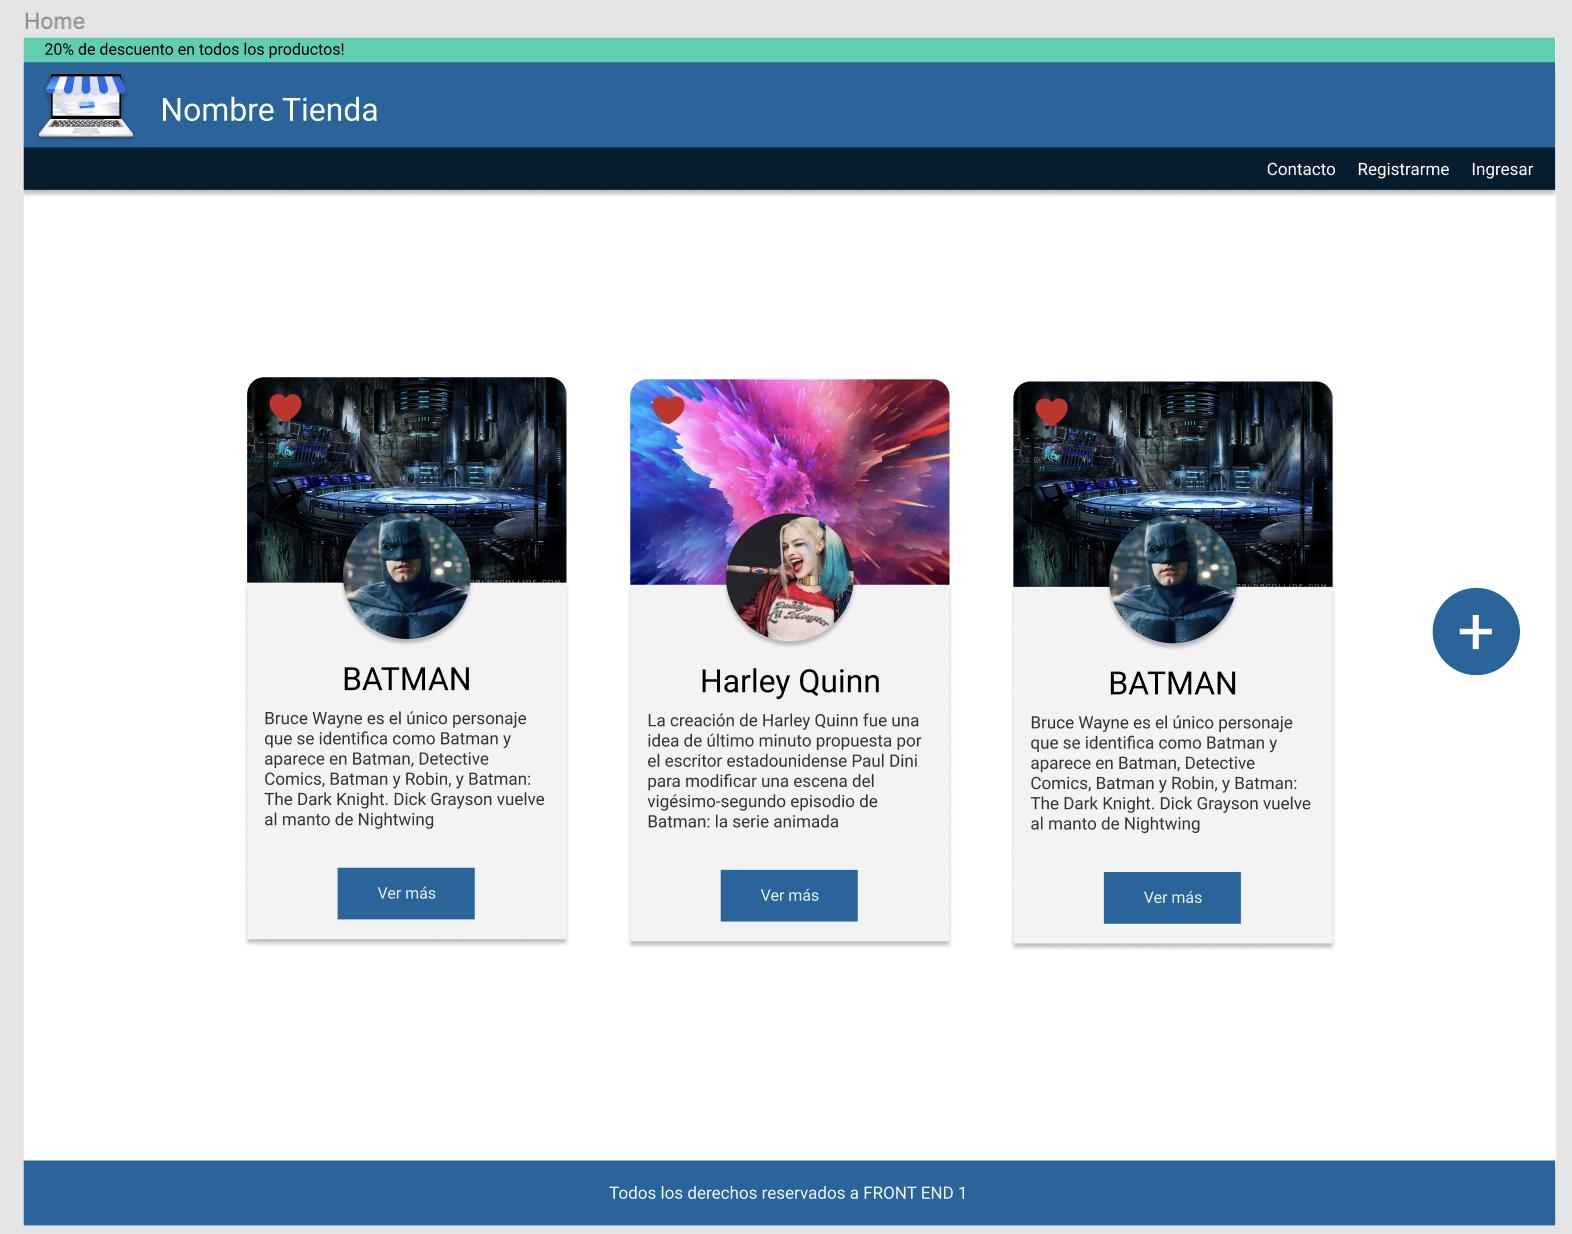 Home
20% de descuento en todos los productos!
Nombre Tienda
Contacto Registrarme Ingresar
BATMAN
Bruce Wayne es el único personaje
que se identifica como Batman y
aparece en Batman, Detective
Comics, Batman y Robin, y Batman:
The Dark Knight. Dick Grayson vuelve
al manto de Nightwing
Ver más
Daddy's
Lil Monster
Harley Quinn
La creación de Harley Quinn fue una
idea de último minuto propuesta por
el escritor estadounidense Paul Dini
para modificar una escena del
vigésimo-segundo episodio de
Batman: la serie animada
Ver más
BATMAN
Bruce Wayne es el único personaje
que se identifica como Batman y
aparece en Batman, Detective
Comics, Batman y Robin, y Batman:
The Dark Knight. Dick Grayson vuelve
al manto de Nightwing
Ver más
+
Todos los derechos reservados a FRONT END 1